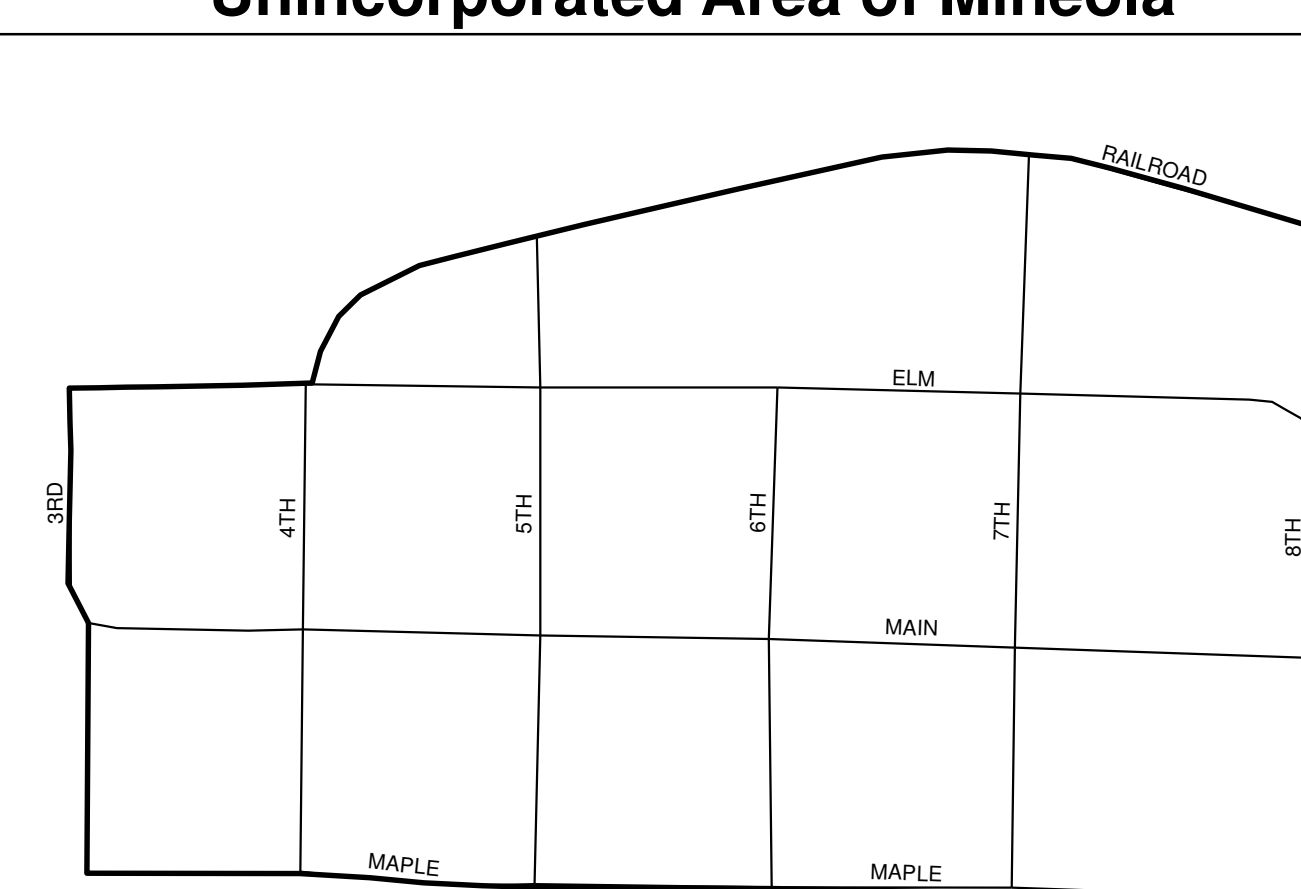 Unincorporated Area of Mineola
RAILROAD
ELM
3RD
4TH
5TH
6TH
7TH
8TH
MAIN
MAPLE
MAPLE